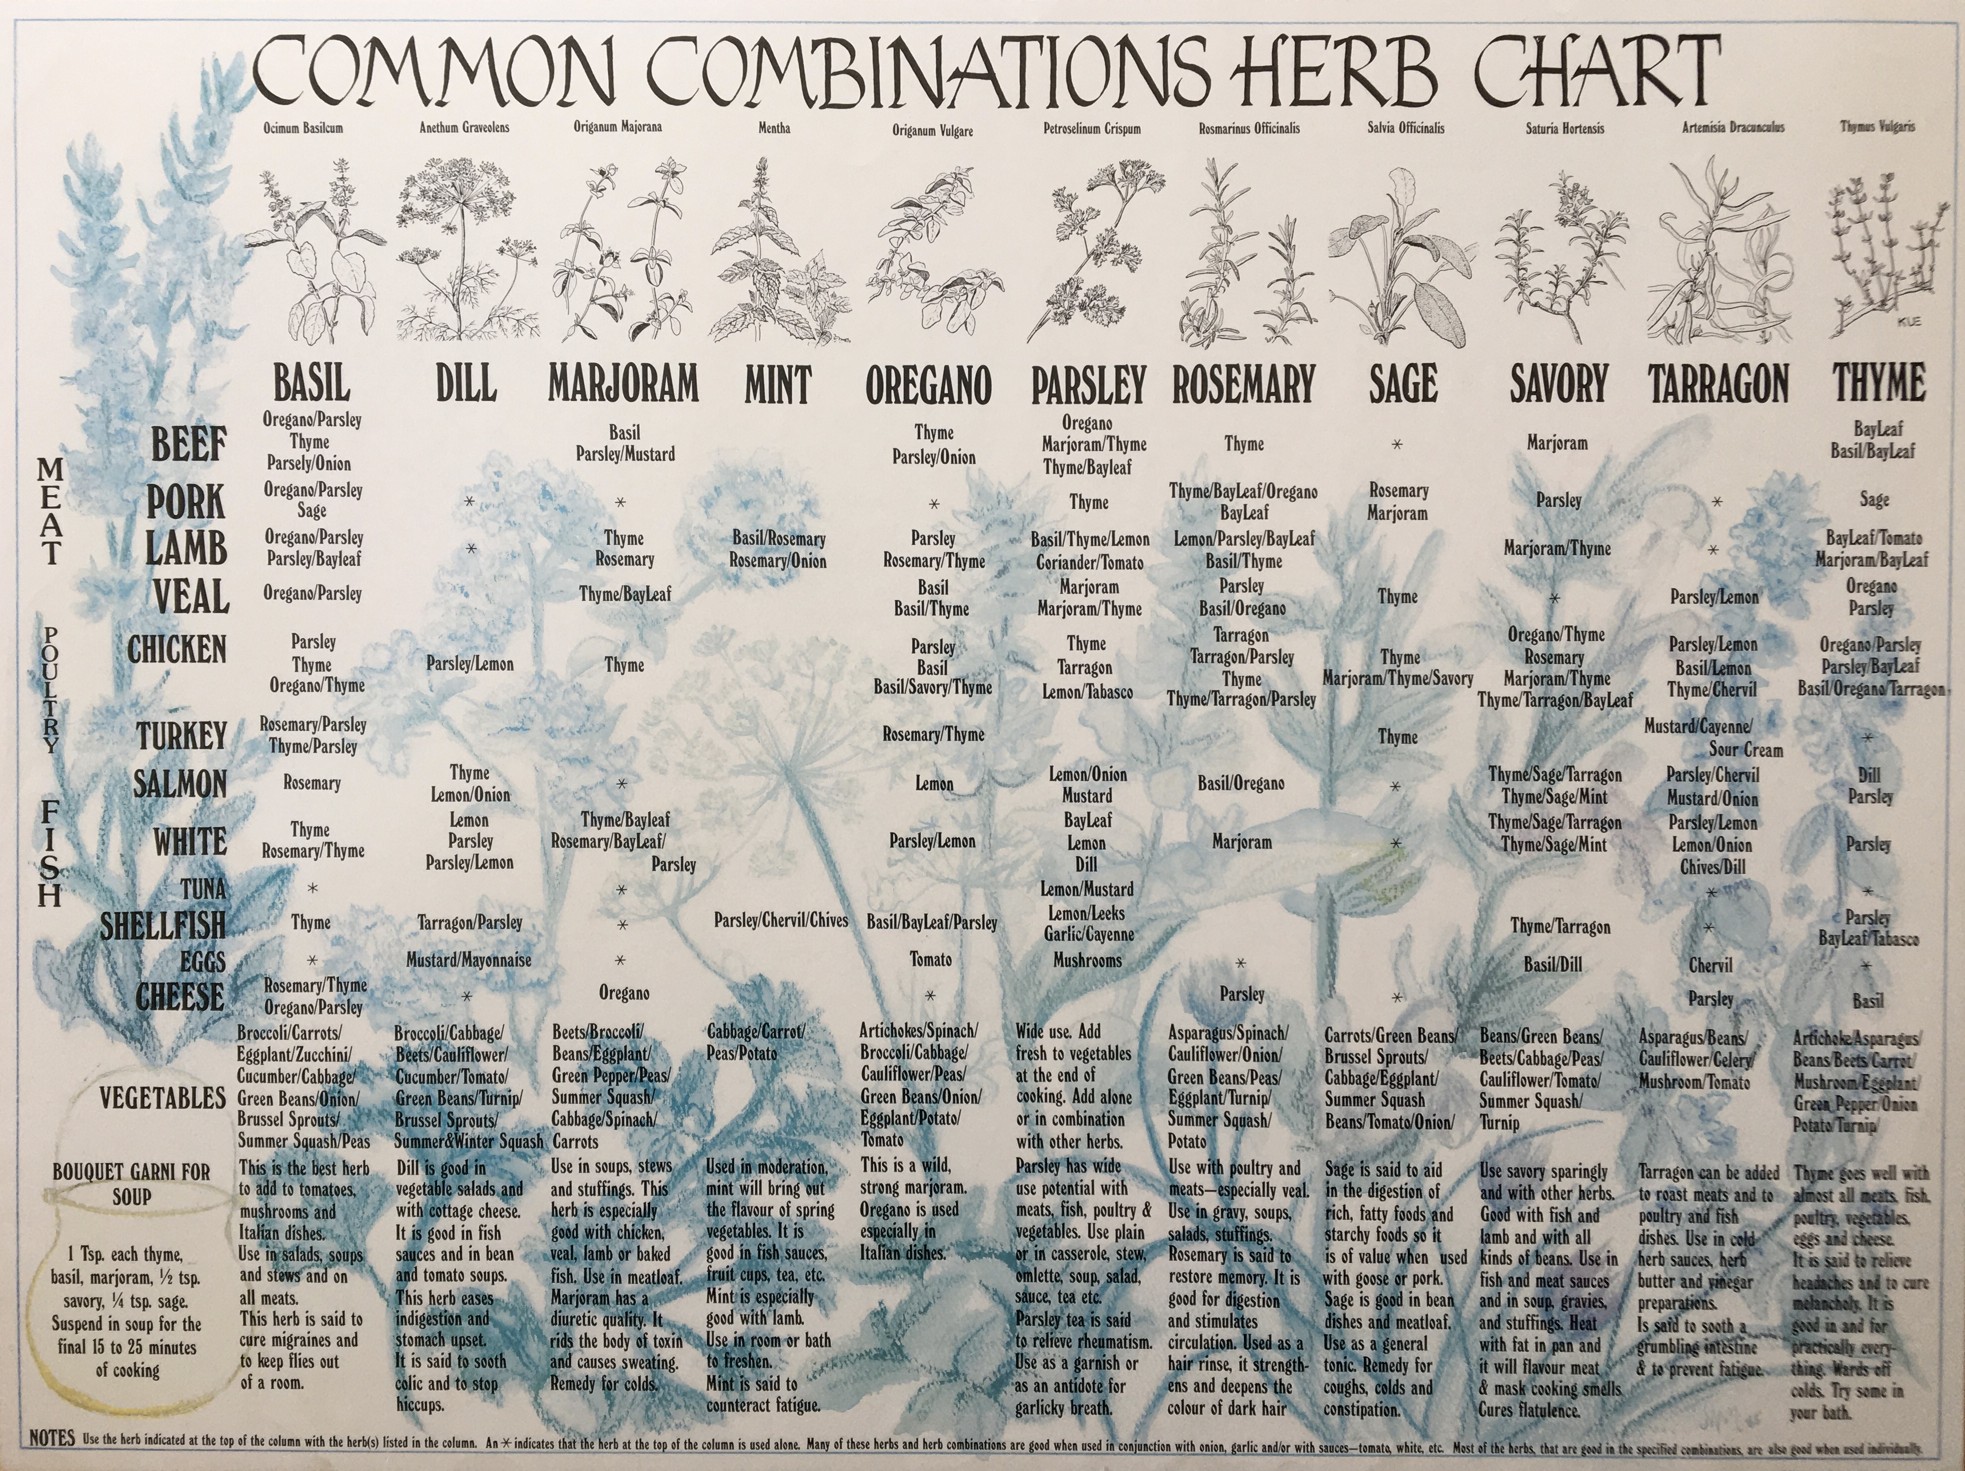 COMMON COMBINATIONS HERB CHART
Ocimum Basilcum
Anethum Graveolens
Origanum Majorana
Mentha
Origanum Vulgare
Petroselinum Crispum
Rosmarinus Officinalis
Salvia Officinalis
Saturia Hortensis
Artemisia Dracunculus
Thymus Vulgaris
KUE
BASIL DILL MARJORAM MINT OREGANO PARSLEY ROSEMARY SAGE SAVORY TARRAGON THYME
MEAT
BEEF
Oregano/Parsley
Thyme
Parsely/Onion
Basil
Parsley/Mustard
Thyme
Parsley/Onion
Oregano
Marjoram/Thyme
Thyme/Bayleaf
Thyme
*
Marjoram
BayLeaf
Basil/BayLeaf
PORK
Oregano/Parsley
Sage
*
*
*
Thyme
Thyme/BayLeaf/Oregano
BayLeaf
Rosemary
Marjoram
Parsley
*
Sage
LAMB
Oregano/Parsley
Parsley/Bayleaf
*
Thyme
Rosemary
Basil/Rosemary
Rosemary/Onion
Parsley
Rosemary/Thyme
Basil/Thyme/Lemon
Coriander/Tomato
Lemon/Parsley/BayLeaf
Basil/Thyme
Marjoram/Thyme
*
BayLeaf/Tomato
Marjoram/BayLeaf
VEAL
Oregano/Parsley
Thyme/BayLeaf
Basil
Basil/Thyme
Marjoram
Marjoram/Thyme
Parsley
Basil/Oregano
Thyme
*
Parsley/Lemon
Oregano
Parsley
POULTRY
CHICKEN
Parsley
Thyme
Oregano/Thyme
Parsley/Lemon
Thyme
Parsley
Basil
Basil/Savory/Thyme
Thyme
Tarragon
Lemon/Tabasco
Tarragon
Tarragon/Parsley
Thyme
Thyme/Tarragon/Parsley
Thyme
Marjoram/Thyme/Savory
Oregano/Thyme
Rosemary
Marjoram/Thyme
Thyme/Tarragon/BayLeaf
Parsley/Lemon
Basil/Lemon
Thyme/Chervil
Oregano/Parsley
Parsley/BayLeaf
Basil/Oregano/Tarragon
TURKEY
Rosemary/Parsley
Thyme/Parsley
Rosemary/Thyme
Thyme
Mustard/Cayenne/
Sour Cream
*
FISH
SALMON
Rosemary
Thyme
Lemon/Onion
*
Lemon
Lemon/Onion
Mustard
Basil/Oregano
*
Thyme/Sage/Tarragon
Thyme/Sage/Mint
Parsley/Chervil
Mustard/Onion
Dill
Parsley
WHITE
Thyme
Rosemary/Thyme
Lemon
Parsley
Parsley/Lemon
Thyme/Bayleaf
Rosemary/BayLeaf/
Parsley
Parsley/Lemon
BayLeaf
Lemon
Dill
Marjoram
*
Thyme/Sage/Tarragon
Thyme/Sage/Mint
Parsley/Lemon
Lemon/Onion
Chives/Dill
Parsley
TUNA
*
*
Lemon/Mustard
*
*
SHELLFISH
Thyme
Tarragon/Parsley
*
Parsley/Chervil/Chives
Basil/BayLeaf/Parsley
Lemon/Leeks
Garlic/Cayenne
Thyme/Tarragon
*
Parsley
BayLeaf/Tabasco
EGGS
*
Mustard/Mayonnaise
*
Tomato
Mushrooms
*
Basil/Dill
Chervil
*
CHEESE
Rosemary/Thyme
Oregano/Parsley
*
Oregano
*
Parsley
*
Parsley
Basil
VEGETABLES
Broccoli/Carrots/
Eggplant/Zucchini/
Cucumber/Cabbage/
Green Beans/Onion/
Brussel Sprouts/
Summer Squash/Peas
Broccoli/Cabbage/
Beets/Cauliflower/
Cucumber/Tomato/
Green Beans/Turnip/
Brussel Sprouts/
Summer&Winter Squash
Beets/Broccoli/
Beans/Eggplant/
Green Pepper/Peas/
Summer Squash/
Cabbage/Spinach/
Carrots
Cabbage/Carrot/
Peas/Potato
Artichokes/Spinach/
Broccoli/Cabbage/
Cauliflower/Peas/
Green Beans/Onion/
Eggplant/Potato/
Tomato
Wide use. Add
fresh to vegetables
at the end of
cooking. Add alone
or in combination
with other herbs.
Asparagus/Spinach/
Cauliflower/Onion/
Green Beans/Peas/
Eggplant/Turnip/
Summer Squash/
Potato
Carrots/Green Beans/
Brussel Sprouts/
Cabbage/Eggplant/
Summer Squash
Beans/Tomato/Onion/
Beans/Green Beans/
Beets/Cabbage/Peas/
Cauliflower/Tomato/
Summer Squash/
Turnip
Asparagus/Beans/
Cauliflower/Celery/
Mushroom/Tomato
Artichoke/Asparagus/
Beans/Beets/Carrot/
Mushroom/Eggplant/
Green Pepper/Onion
Potato/Turnip/
BOUQUET GARNI FOR
SOUP
1 Tsp. each thyme,
basil, marjoram, ½ tsp.
savory, ¼ tsp. sage.
Suspend in soup for the
final 15 to 25 minutes
of cooking
This is the best herb
to add to tomatoes,
mushrooms and
Italian dishes.
Use in salads, soups
and stews and on
all meats.
This herb is said to
cure migraines and
to keep flies out
of a room.
Dill is good in
vegetable salads and
with cottage cheese.
It is good in fish
sauces and in bean
and tomato soups.
This herb eases
indigestion and
stomach upset.
It is said to sooth
colic and to stop
hiccups.
Use in soups, stews
and stuffings. This
herb is especially
good with chicken,
veal, lamb or baked
fish. Use in meatloaf.
Marjoram has a
diuretic quality. It
rids the body of toxin
and causes sweating.
Remedy for colds.
Used in moderation,
mint will bring out
the flavour of spring
vegetables. It is
good in fish sauces,
fruit cups, tea, etc.
Mint is especially
good with lamb.
Use in room or bath
to freshen.
Mint is said to
counteract fatigue.
This is a wild,
strong marjoram.
Oregano is used
especially in
Italian dishes.
Parsley has wide
use potential with
meats, fish, poultry &
vegetables. Use plain
or in casserole, stew,
omlette, soup, salad,
sauce, tea etc.
Parsley tea is said
to relieve rheumatism.
Use as a garnish or
as an antidote for
garlicky breath.
Use with poultry and
meats—especially veal.
Use in gravy, soups,
salads, stuffings.
Rosemary is said to
restore memory. It is
good for digestion
and stimulates
circulation. Used as a
hair rinse, it strength-
ens and deepens the
colour of dark hair
Sage is said to aid
in the digestion of
rich, fatty foods and
starchy foods so it
is of value when used
with goose or pork.
Sage is good in bean
dishes and meatloaf.
Use as a general
tonic. Remedy for
coughs, colds and
constipation.
Use savory sparingly
and with other herbs.
Good with fish and
lamb and with all
kinds of beans. Use in
fish and meat sauces
and in soup, gravies,
and stuffings. Heat
with fat in pan and
it will flavour meat
& mask cooking smells.
Cures flatulence.
Tarragon can be added
to roast meats and to
poultry and fish
dishes. Use in cold
herb sauces, herb
butter and vinegar
preparations.
Is said to sooth a
grumbling intestine
& to prevent fatigue.
Thyme goes well with
almost all meats, fish,
poultry, vegetables,
eggs and cheese.
It is said to relieve
headaches and to cure
melancholy. It is
good in and for
practically every-
thing. Wards off
colds. Try some in
your bath.
NOTES Use the herb indicated at the top of the column with the herb(s) listed in the column. An * indicates that the herb at the top of the column is used alone. Many of these herbs and herb combinations are good when used in conjunction with onion, garlic and/or with sauces—tomato, white, etc. Most of the herbs, that are good in the specified combinations, are also good when used individually.